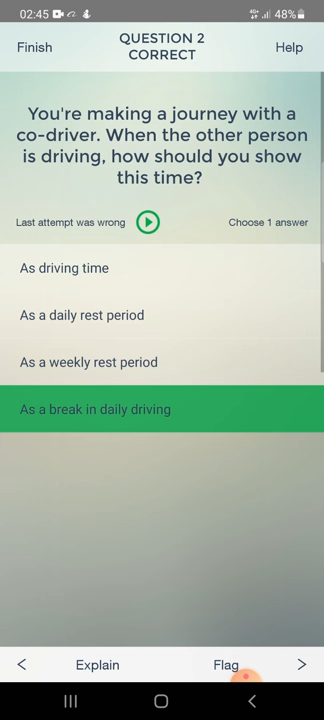 02:45 4G+ 48%
Finish
QUESTION 2
CORRECT
Help
You're making a journey with a
co-driver. When the other person
is driving, how should you show
this time?
Last attempt was wrong
Choose 1 answer
As driving time
As a daily rest period
As a weekly rest period
As a break in daily driving
< Explain Flag >